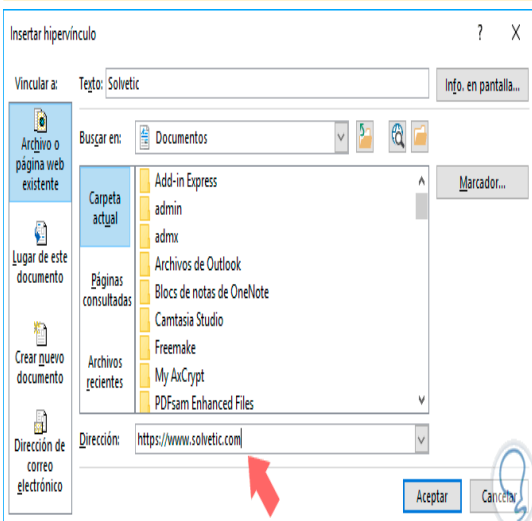 Insertar hipervínculo
? X
Vincular a:
Texto: Solvetic
Info. en pantalla...
Archivo o
página web
existente
Lugar de este
documento
Crear nuevo
documento
Dirección de
correo
electrónico
Buscar en: Documentos
Carpeta
actual
Páginas
consultadas
Archivos
recientes
Add-in Express
admin
admx
Archivos de Outlook
Blocs de notas de OneNote
Camtasia Studio
Freemake
My AxCrypt
PDFsam Enhanced Files
Marcador...
Dirección: https://www.solvetic.com
Aceptar
Cancelar